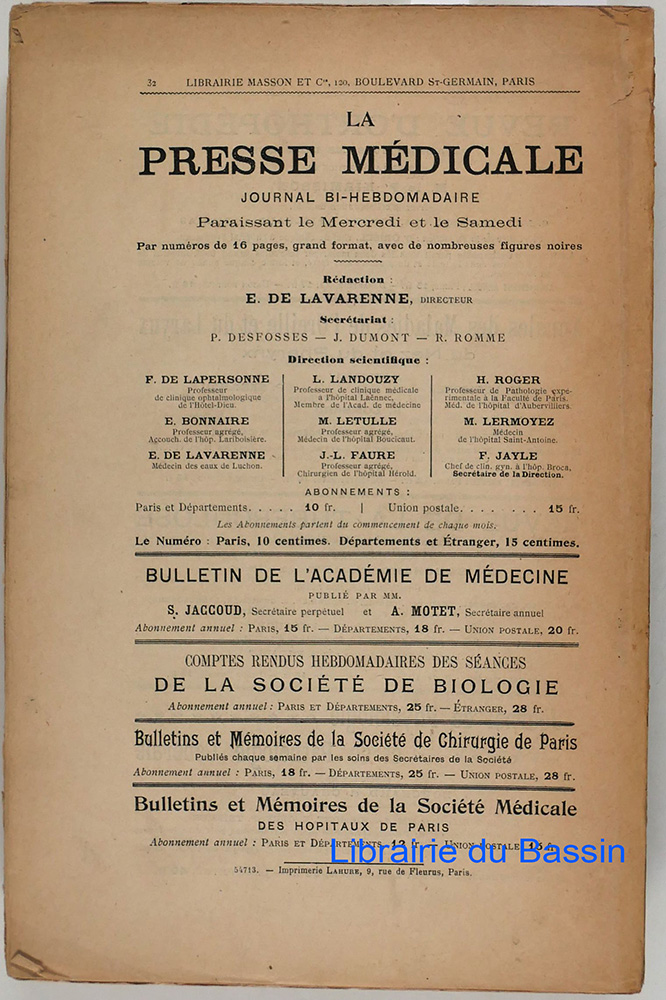 32 LIBRAIRIE MASSON ET Cie, 120, BOULEVARD St-GERMAIN, PARIS
LA
PRESSE MÉDICALE
JOURNAL BI-HEBDOMADAIRE
Paraissant le Mercredi et le Samedi
Par numéros de 16 pages, grand format, avec de nombreuses figures noires
Rédaction :
E. DE LAVARENNE, DIRECTEUR
Secrétariat :
P. DESFOSSES — J. DUMONT — R. ROMME
Direction scientifique :
F. DE LAPERSONNE
Professeur
de clinique ophtalmologique
de l'Hôtel-Dieu.
E. BONNAIRE
Professeur agrégé,
Accouch. de l'hôp. Lariboisière.
E. DE LAVARENNE
Médecin des eaux de Luchon.
L. LANDOUZY
Professeur de clinique médicale
à l'hôpital Laënnec,
Membre de l'Acad. de médecine
M. LETULLE
Professeur agrégé,
Médecin de l'hôpital Boucicaut.
J.-L. FAURE
Professeur agrégé,
Chirurgien de l'hôpital Hérold.
H. ROGER
Professeur de Pathologie expé-
rimentale à la Faculté de Paris.
Méd. de l'hôpital d'Aubervilliers.
M. LERMOYEZ
Médecin
de l'hôpital Saint-Antoine.
F. JAYLE
Chef de clin. gyn. à l'hôp. Broca,
Secrétaire de la Direction.
ABONNEMENTS :
Paris et Départements. . . . . 10 fr. | Union postale. . . . . . . . 15 fr.
Les Abonnements partent du commencement de chaque mois.
Le Numéro : Paris, 10 centimes. Départements et Étranger, 15 centimes.
BULLETIN DE L'ACADÉMIE DE MÉDECINE
PUBLIÉ PAR MM.
S. JACCOUD, Secrétaire perpétuel et A. MOTET, Secrétaire annuel
Abonnement annuel : PARIS, 15 fr. — DÉPARTEMENTS, 18 fr. — UNION POSTALE, 20 fr.
COMPTES RENDUS HEBDOMADAIRES DES SÉANCES
DE LA SOCIÉTÉ DE BIOLOGIE
Abonnement annuel : PARIS ET DÉPARTEMENTS, 25 fr. — ÉTRANGER, 28 fr.
Bulletins et Mémoires de la Société de Chirurgie de Paris
Publiés chaque semaine par les soins des Secrétaires de la Société
Abonnement annuel : PARIS, 18 fr. — DÉPARTEMENTS, 25 fr. — UNION POSTALE, 28 fr.
Bulletins et Mémoires de la Société Médicale
DES HOPITAUX DE PARIS
Abonnement annuel : PARIS ET DÉPARTEMENTS, 12 fr. — UNION POSTALE, 15 fr.
Librairie du Bassin
54713. — Imprimerie LAHURE, 9, rue de Fleurus, Paris.